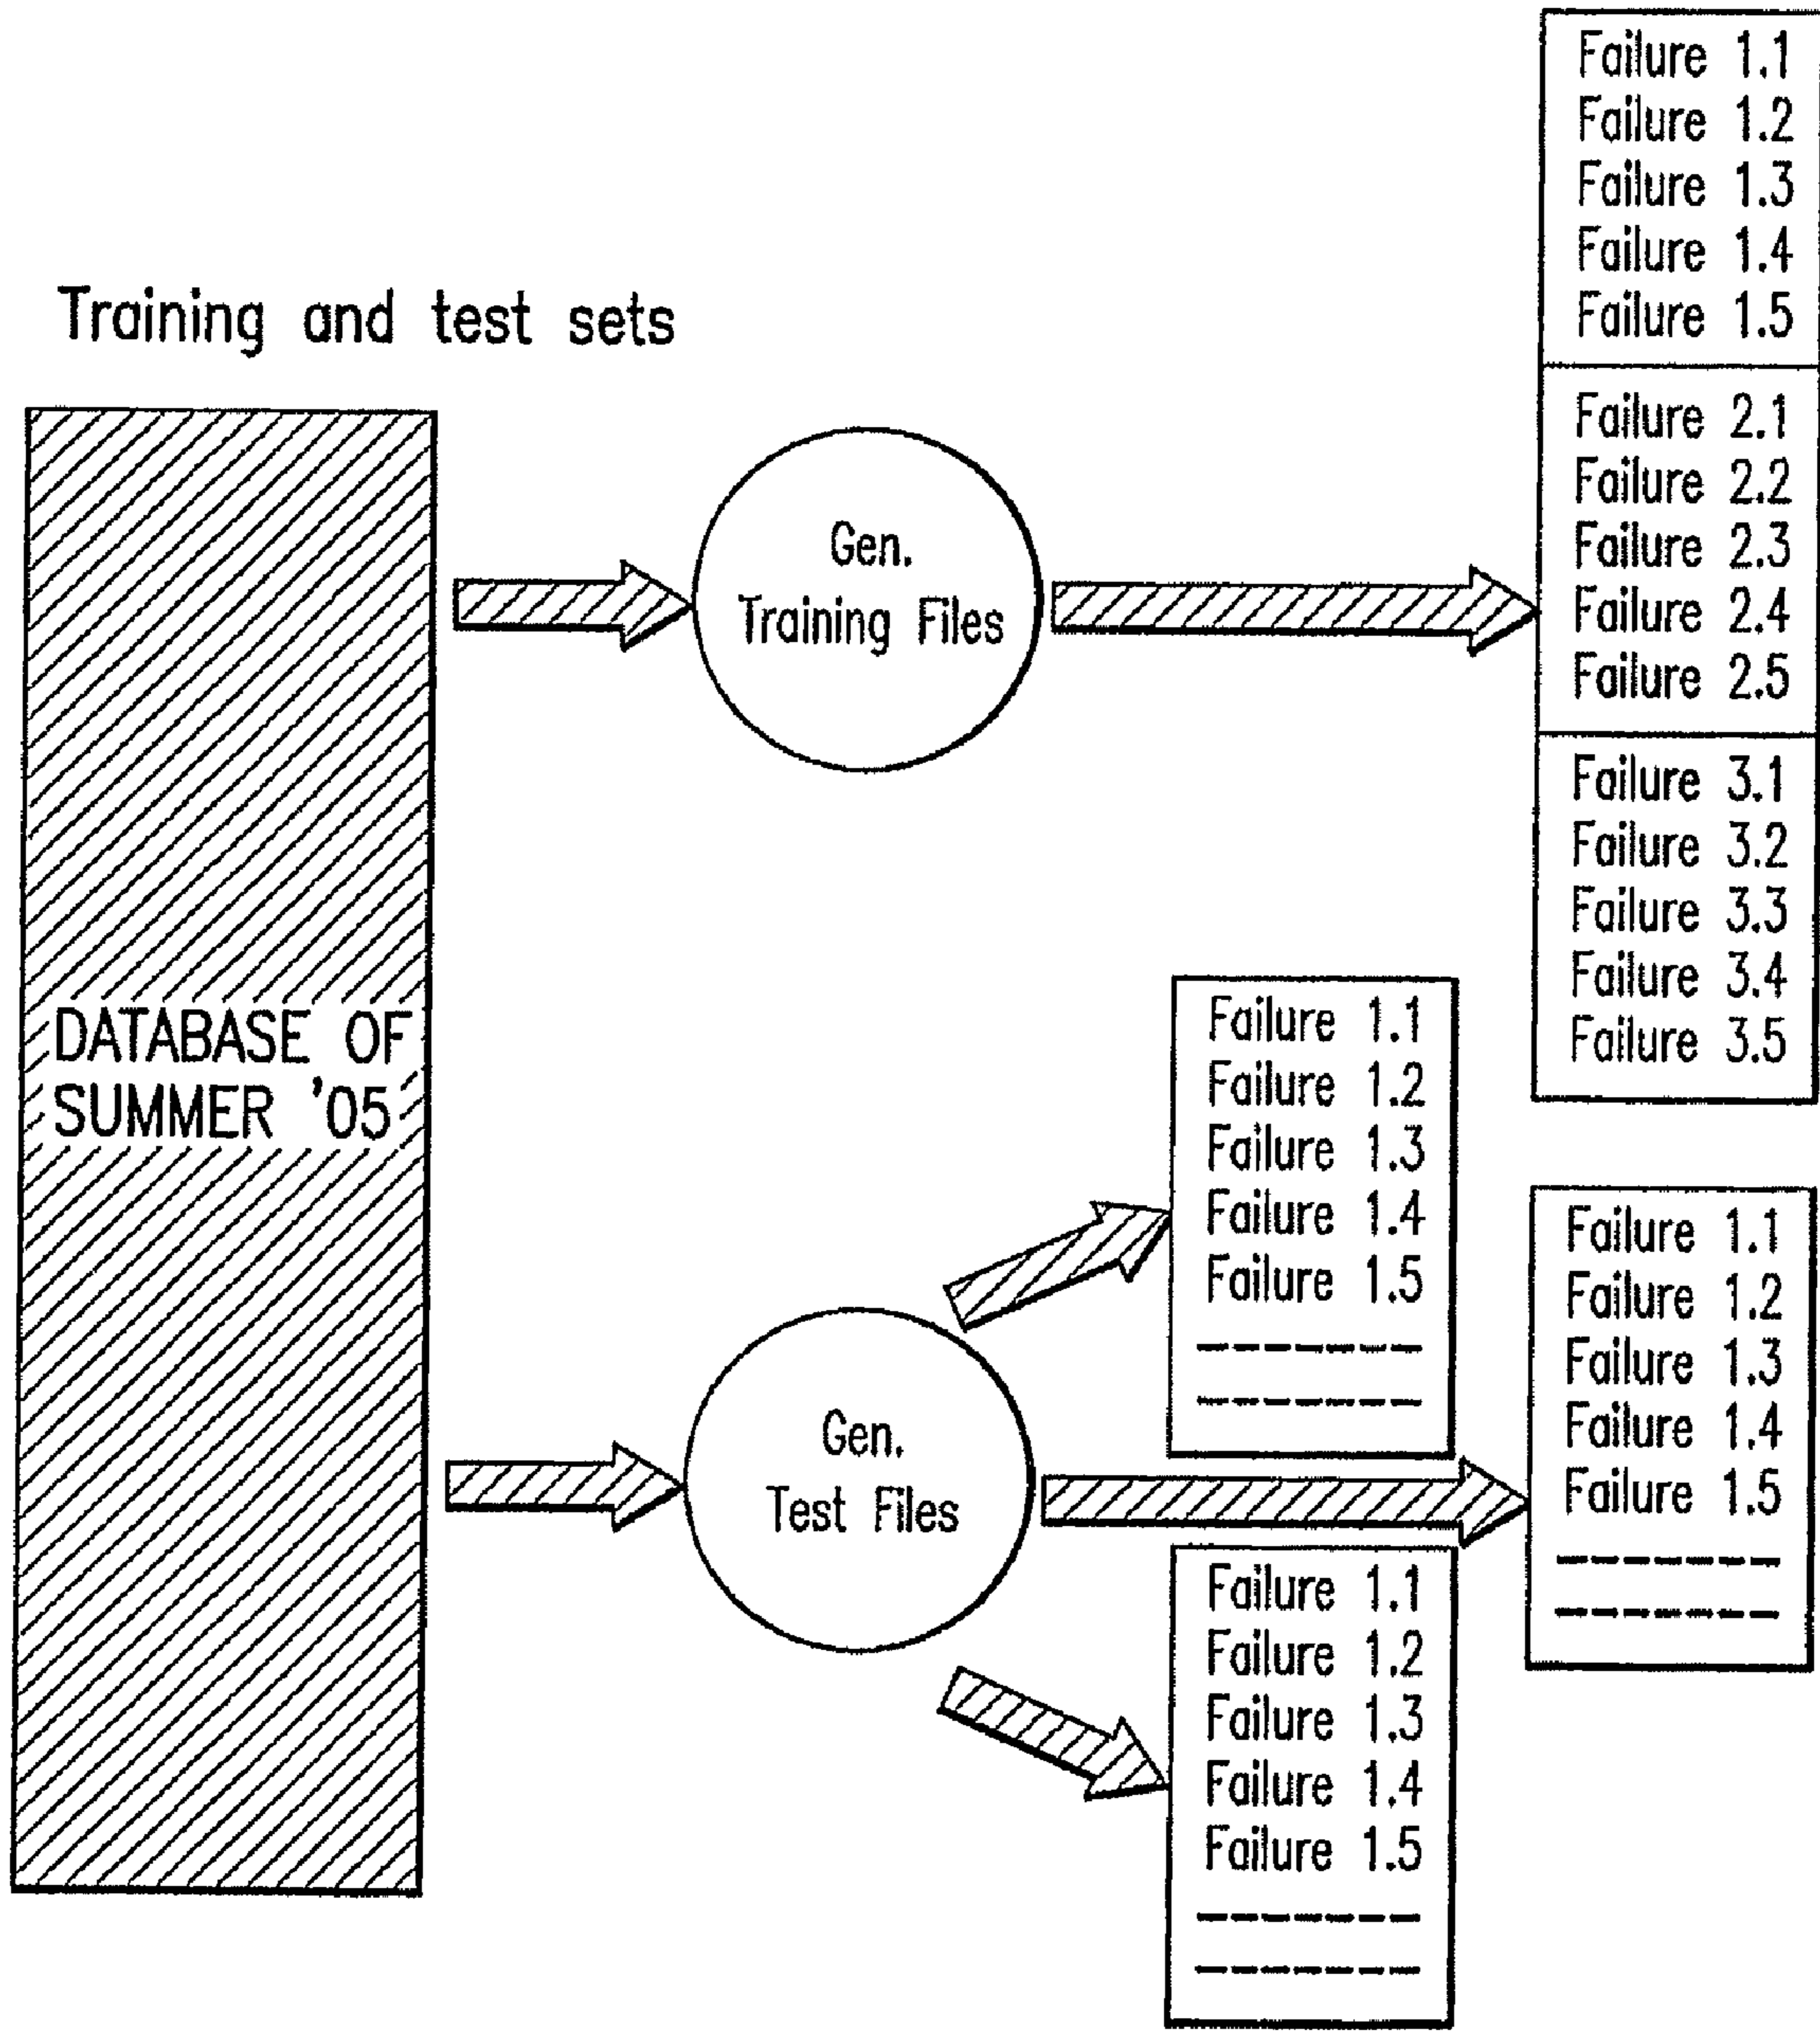 Training and test sets
DATABASE OF
SUMMER '05
Gen.
Training Files
Failure 1.1
Failure 1.2
Failure 1.3
Failure 1.4
Failure 1.5
Failure 2.1
Failure 2.2
Failure 2.3
Failure 2.4
Failure 2.5
Failure 3.1
Failure 3.2
Failure 3.3
Failure 3.4
Failure 3.5
Gen.
Test Files
Failure 1.1
Failure 1.2
Failure 1.3
Failure 1.4
Failure 1.5
Failure 1.1
Failure 1.2
Failure 1.3
Failure 1.4
Failure 1.5
Failure 1.1
Failure 1.2
Failure 1.3
Failure 1.4
Failure 1.5